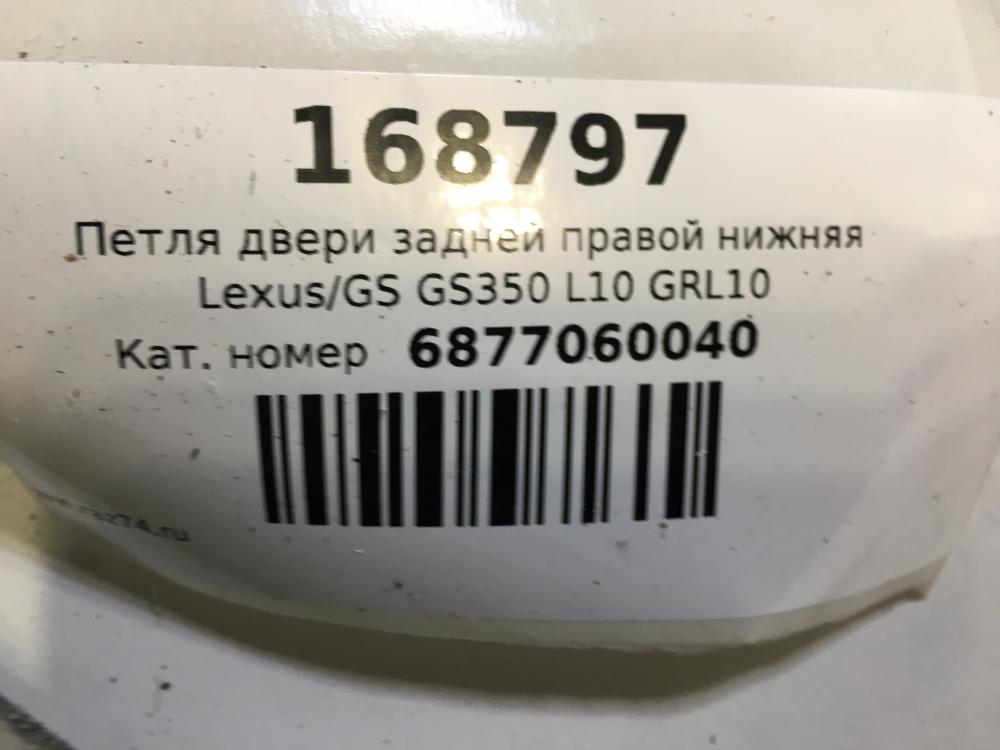 168797
Петля двери задней правой нижняя
Lexus/GS GS350 L10 GRL10
Кат. номер 6877060040